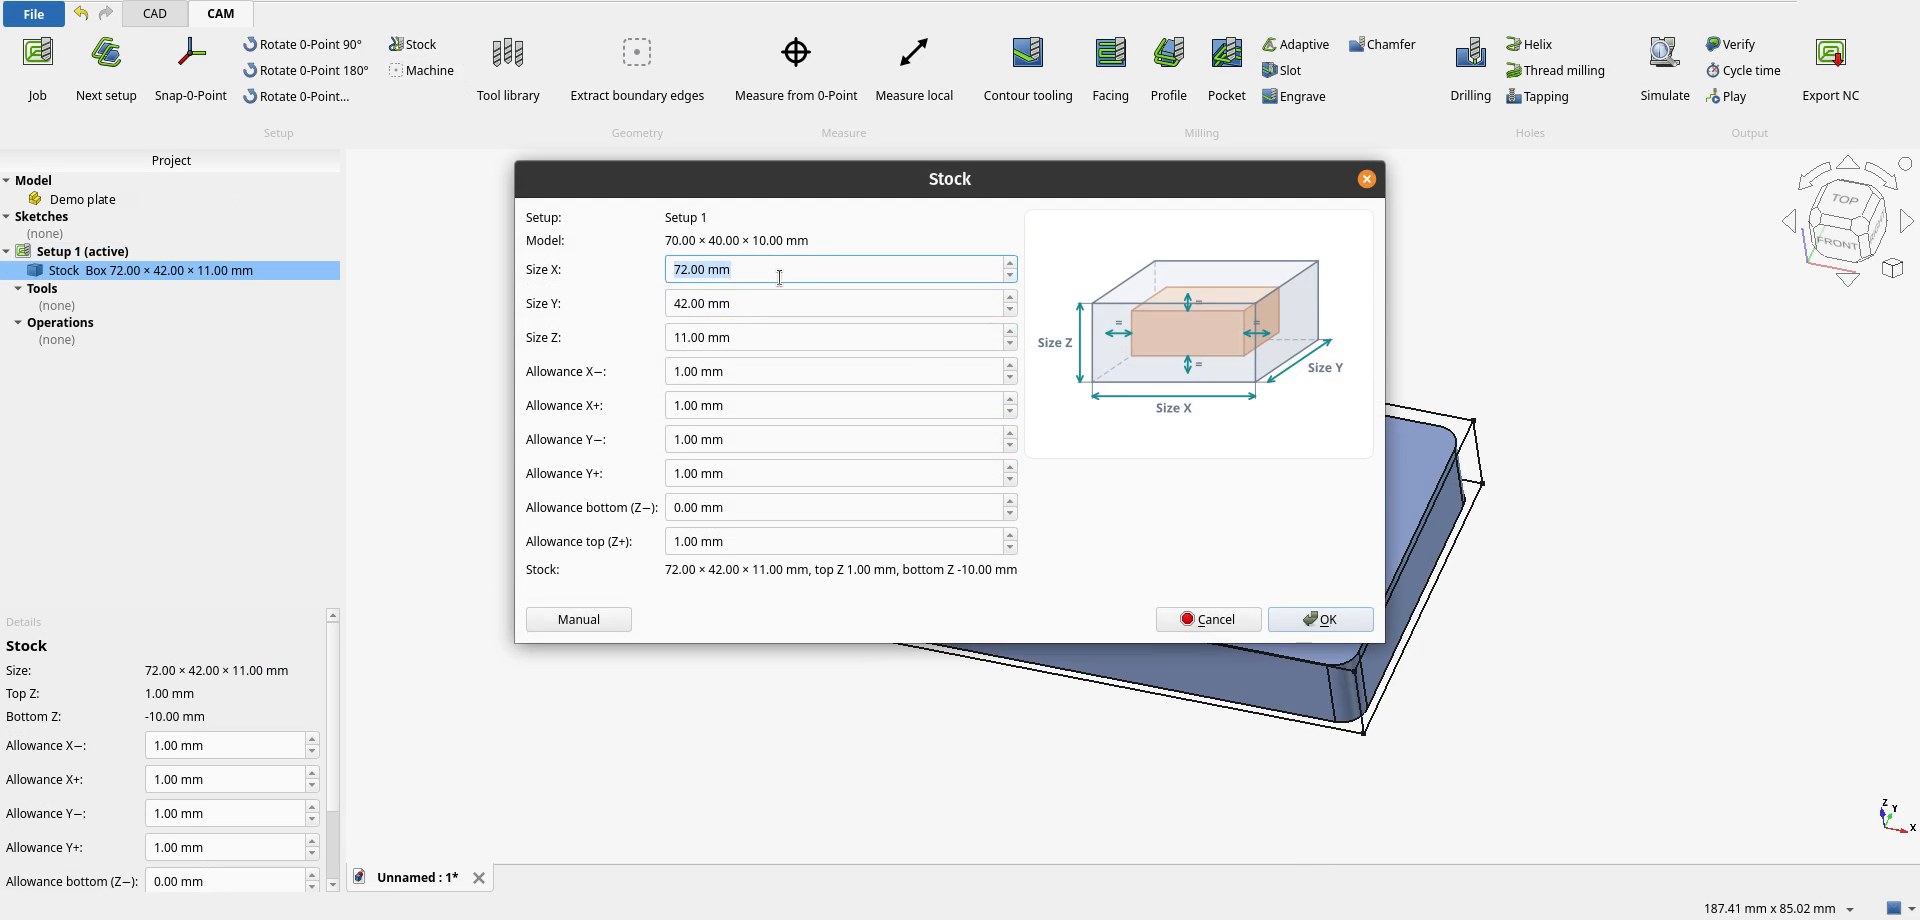 File
CAD
CAM
Job
Next setup
Snap-0-Point
Rotate 0-Point 90°
Rotate 0-Point 180°
Rotate 0-Point...
Stock
Machine
Setup
Tool library
Extract boundary edges
Geometry
Measure from 0-Point
Measure local
Measure
Contour tooling
Facing
Profile
Pocket
Adaptive
Slot
Engrave
Chamfer
Milling
Drilling
Helix
Thread milling
Tapping
Holes
Simulate
Verify
Cycle time
Play
Export NC
Output
Project
Model
Demo plate
Sketches
(none)
Setup 1 (active)
Stock Box 72.00 × 42.00 × 11.00 mm
Tools
(none)
Operations
(none)
Details
Stock
Size: 72.00 × 42.00 × 11.00 mm
Top Z: 1.00 mm
Bottom Z: -10.00 mm
Allowance X−: 1.00 mm
Allowance X+: 1.00 mm
Allowance Y−: 1.00 mm
Allowance Y+: 1.00 mm
Allowance bottom (Z−): 0.00 mm
Stock
Setup: Setup 1
Model: 70.00 × 40.00 × 10.00 mm
Size X: 72.00 mm
Size Y: 42.00 mm
Size Z: 11.00 mm
Allowance X−: 1.00 mm
Allowance X+: 1.00 mm
Allowance Y−: 1.00 mm
Allowance Y+: 1.00 mm
Allowance bottom (Z−): 0.00 mm
Allowance top (Z+): 1.00 mm
Stock: 72.00 × 42.00 × 11.00 mm, top Z 1.00 mm, bottom Z -10.00 mm
Manual
Cancel
OK
=
= =
=
Size Z
Size Y
Size X
TOP
FRONT
Z
Y
X
Unnamed : 1*
187.41 mm x 85.02 mm